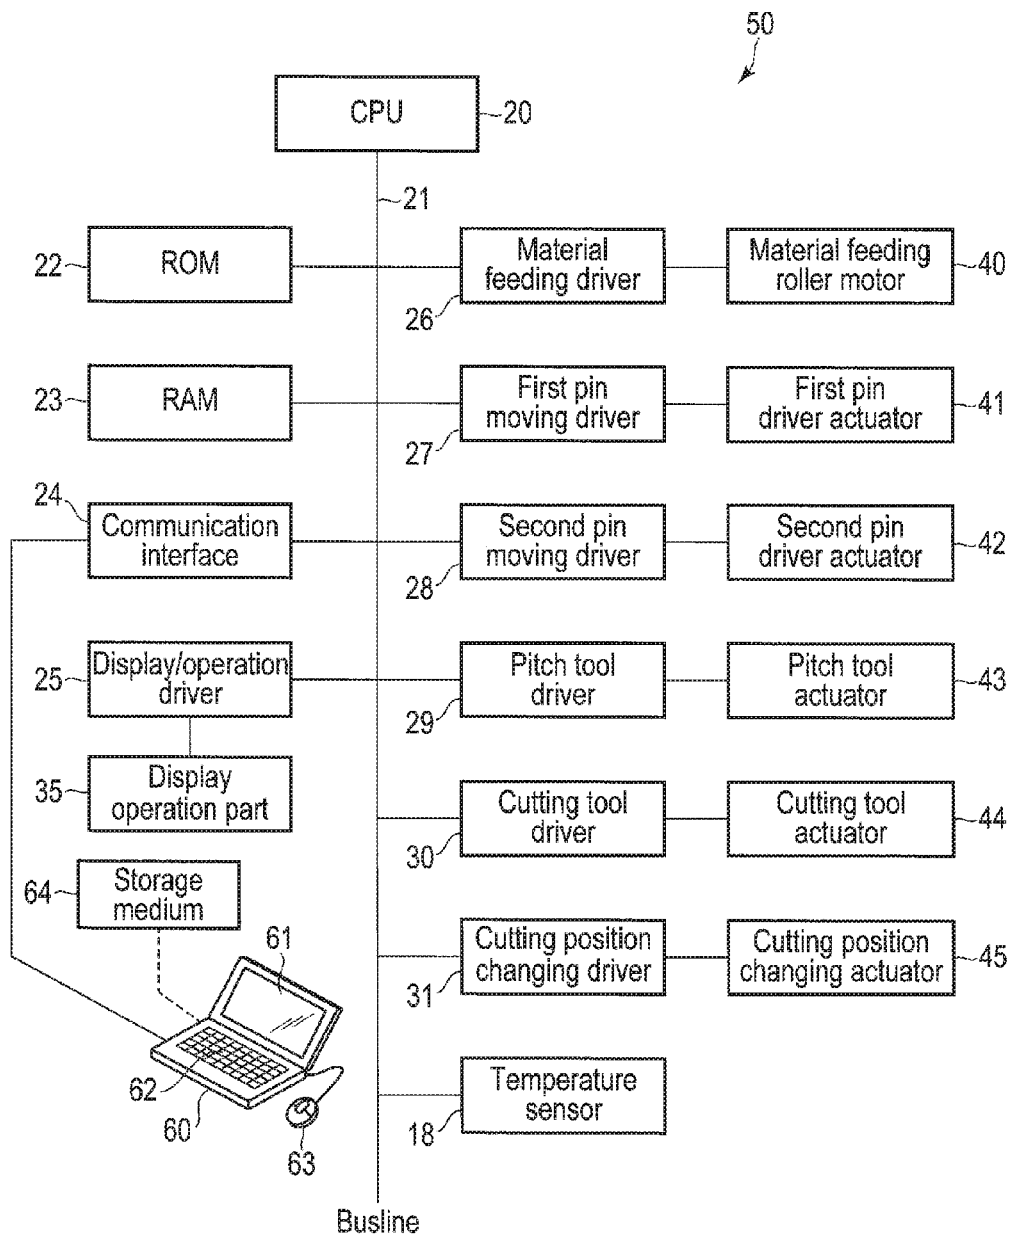 50
CPU
20
21
22
ROM
Material
feeding driver
26
Material feeding
roller motor
40
23
RAM
First pin
moving driver
27
First pin
driver actuator
41
24
Communication
interface
Second pin
moving driver
28
Second pin
driver actuator
42
25
Display/operation
driver
Pitch tool
driver
29
Pitch tool
actuator
43
35
Display
operation part
Cutting tool
driver
30
Cutting tool
actuator
44
64
Storage
medium
61
Cutting position
changing driver
31
Cutting position
changing actuator
45
62
60
63
Temperature
sensor
18
Busline